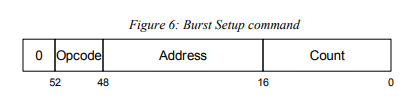 Figure 6: Burst Setup command
0 Opcode Address Count
52 48 16 0